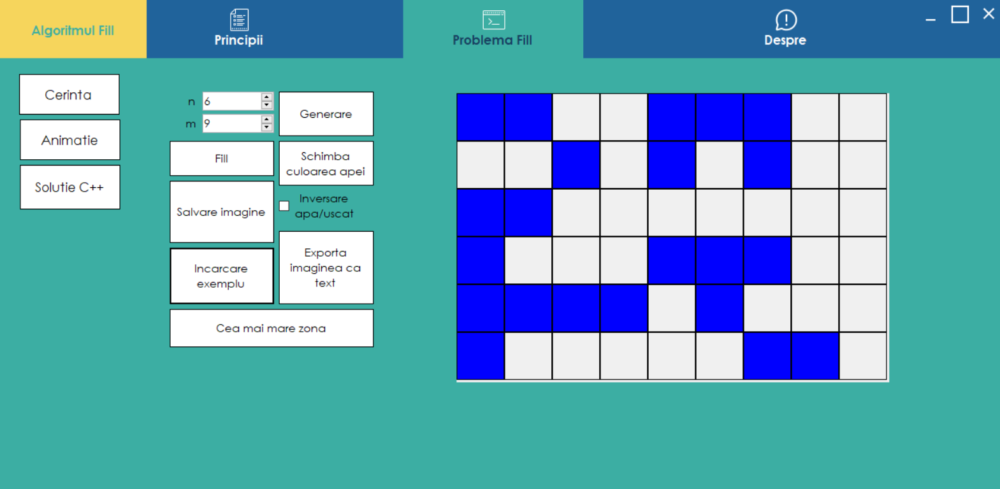 Algoritmul Fill
Principii
Problema Fill
Despre
Cerinta
Animatie
Solutie C++
n 6
m 9
Generare
Fill
Schimba
culoarea apei
Salvare imagine
Inversare
apa/uscat
Incarcare
exemplu
Exporta
imaginea ca
text
Cea mai mare zona